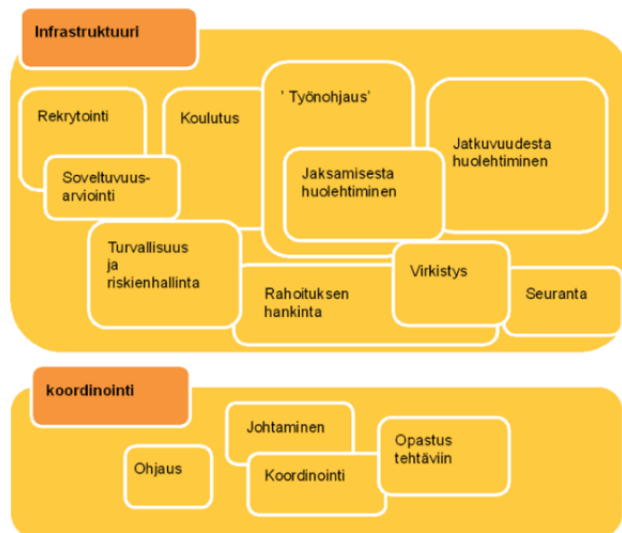 Infrastruktuuri
Rekrytointi
Koulutus
' Työnohjaus'
Jatkuvuudesta
huolehtiminen
Soveltuvuus-
arviointi
Jaksamisesta
huolehtiminen
Turvallisuus
ja
riskienhallinta
Rahoituksen
hankinta
Virkistys
Seuranta
koordinointi
Johtaminen
Opastus
tehtäviin
Ohjaus
Koordinointi